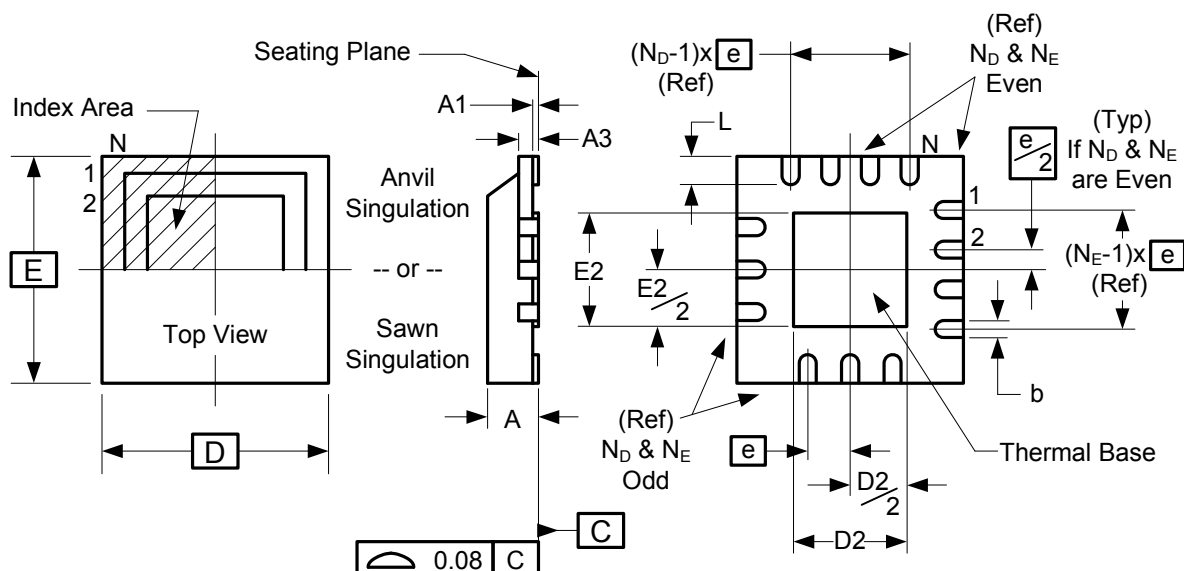 Seating Plane
Index Area
A1
A3
N
1
2
E
Top View
D
Anvil
Singulation
-- or --
Sawn
Singulation
A
C
0.08 C
(N_D-1)x e
(Ref)
(Ref)
N_D & N_E
Even
L
N
e/2
(Typ)
If N_D & N_E
are Even
1
2
(N_E-1)x e
(Ref)
E2
E2/2
b
(Ref)
N_D & N_E
Odd
e
Thermal Base
D2/2
D2